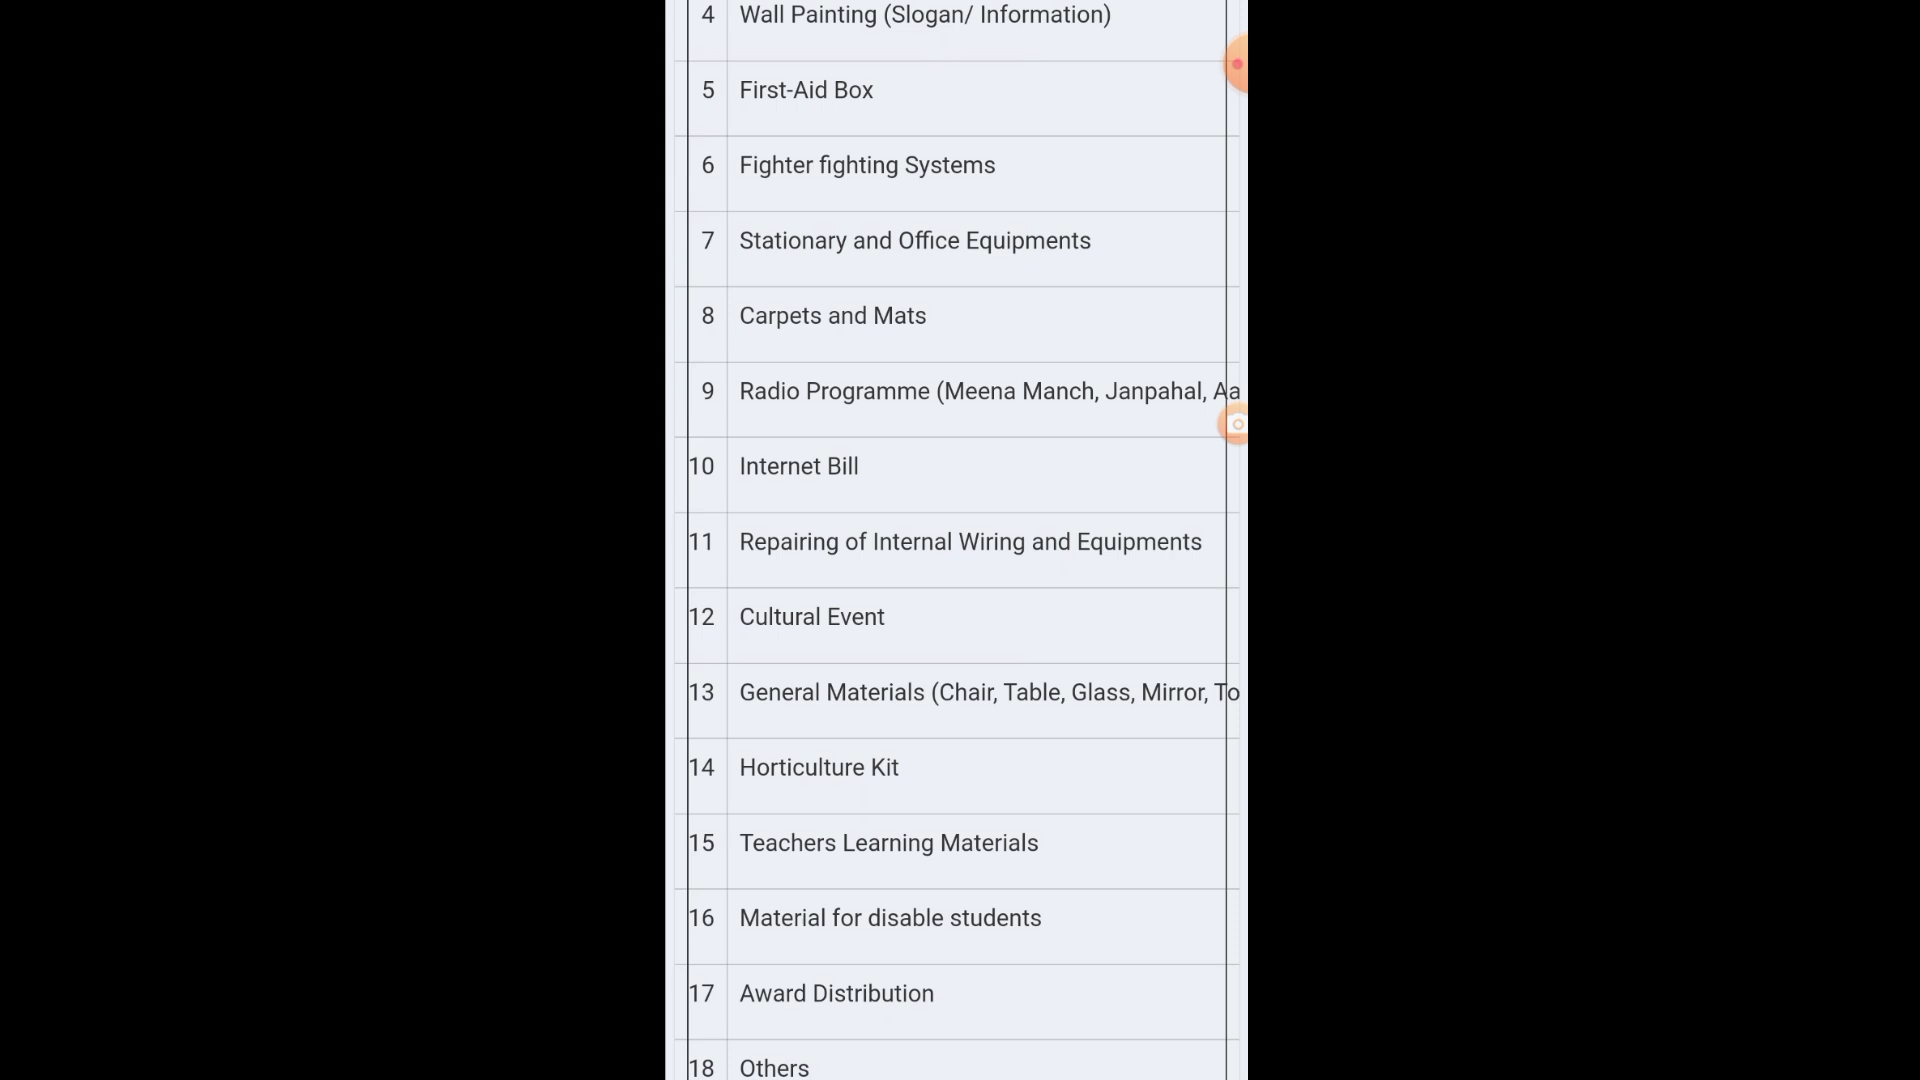 4 Wall Painting (Slogan/ Information)
5 First-Aid Box
6 Fighter fighting Systems
7 Stationary and Office Equipments
8 Carpets and Mats
9 Radio Programme (Meena Manch, Janpahal, Aa
10 Internet Bill
11 Repairing of Internal Wiring and Equipments
12 Cultural Event
13 General Materials (Chair, Table, Glass, Mirror, To
14 Horticulture Kit
15 Teachers Learning Materials
16 Material for disable students
17 Award Distribution
18 Others